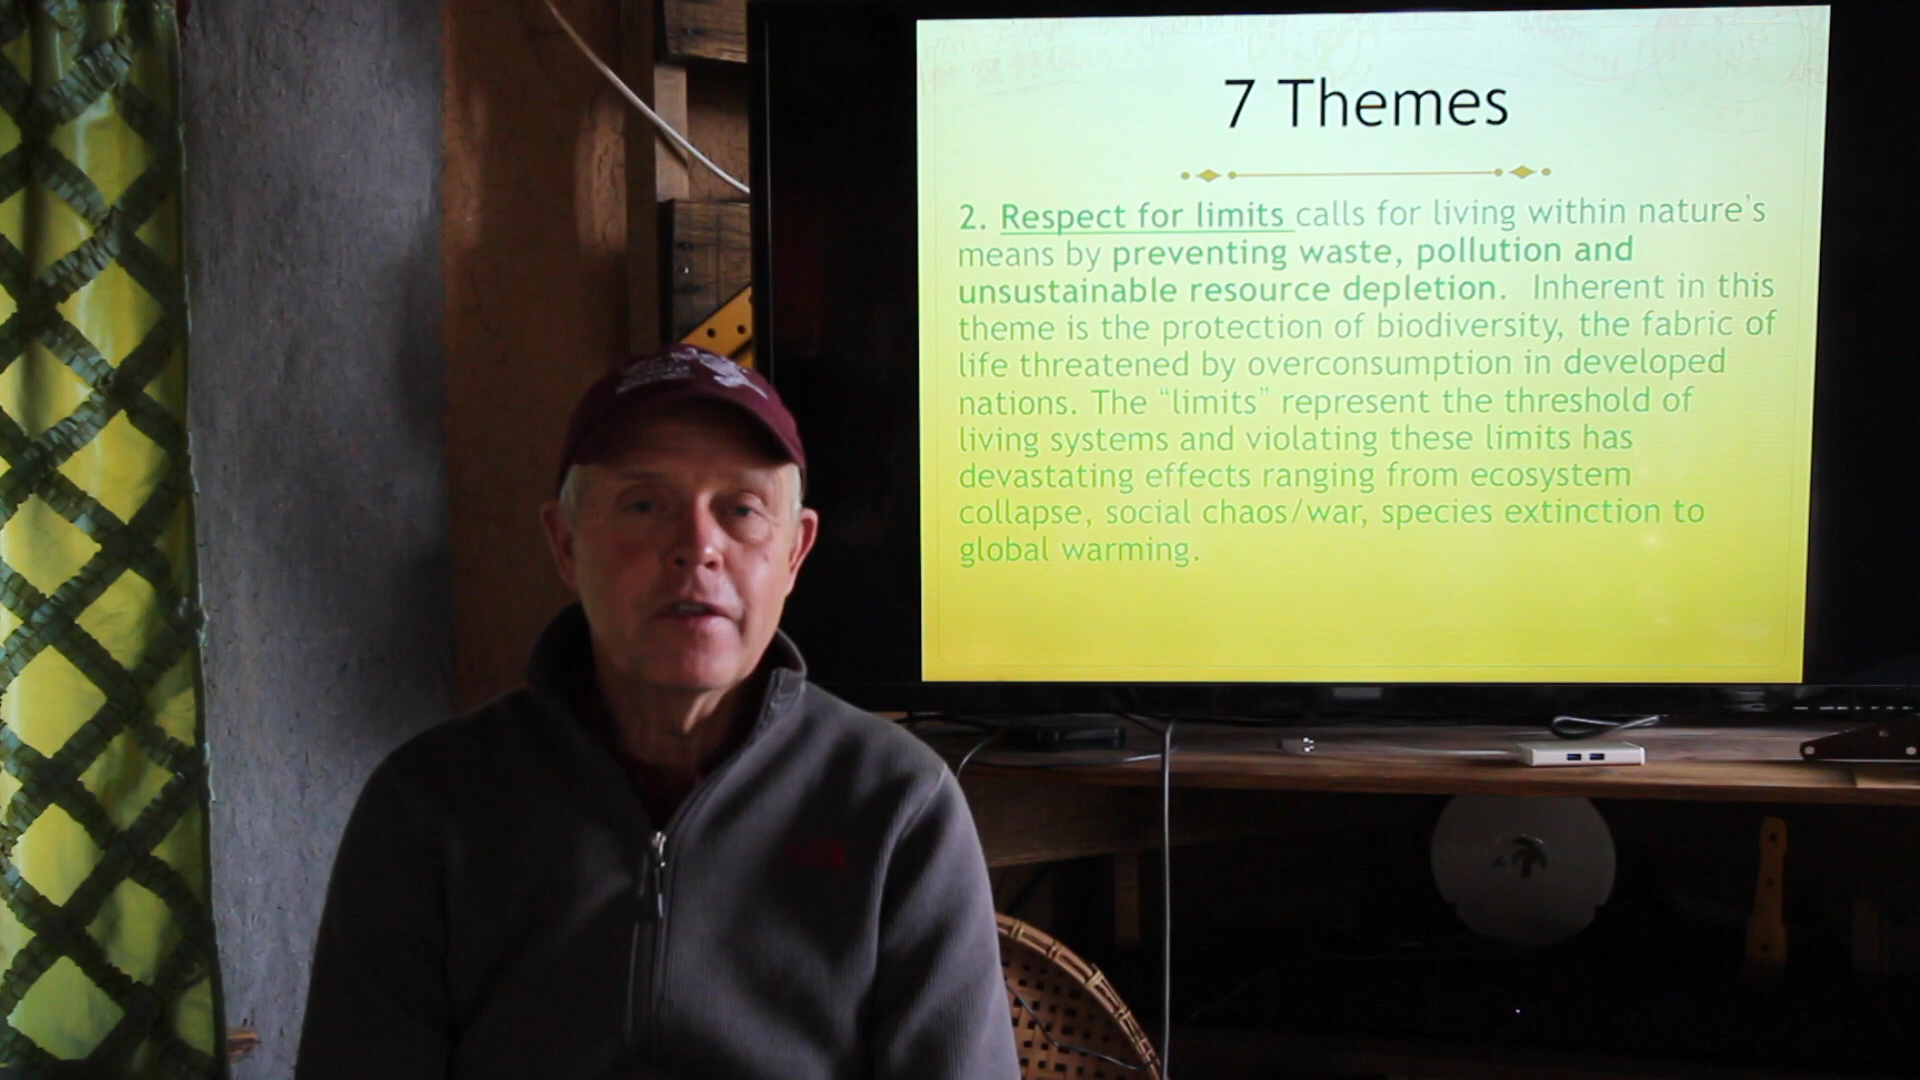 7 Themes
2. Respect for limits calls for living within nature's
means by preventing waste, pollution and
unsustainable resource depletion. Inherent in this
theme is the protection of biodiversity, the fabric of
life threatened by overconsumption in developed
nations. The “limits” represent the threshold of
living systems and violating these limits has
devastating effects ranging from ecosystem
collapse, social chaos/war, species extinction to
global warming.